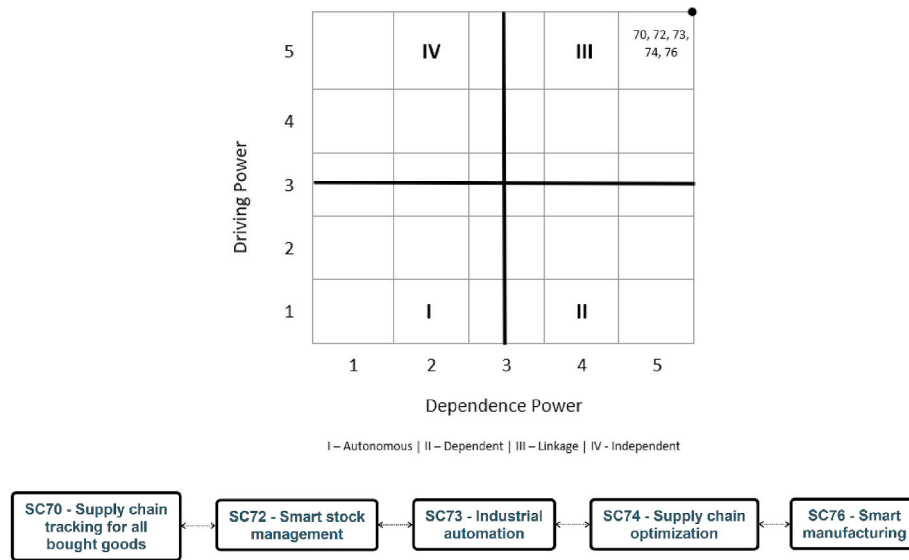 5
IV
III
70, 72, 73,
74, 76
4
3
2
1
I
II
Driving Power
1 2 3 4 5
Dependence Power
I – Autonomous | II – Dependent | III – Linkage | IV - Independent
SC70 - Supply chain
tracking for all
bought goods
SC72 - Smart stock
management
SC73 - Industrial
automation
SC74 - Supply chain
optimization
SC76 - Smart
manufacturing